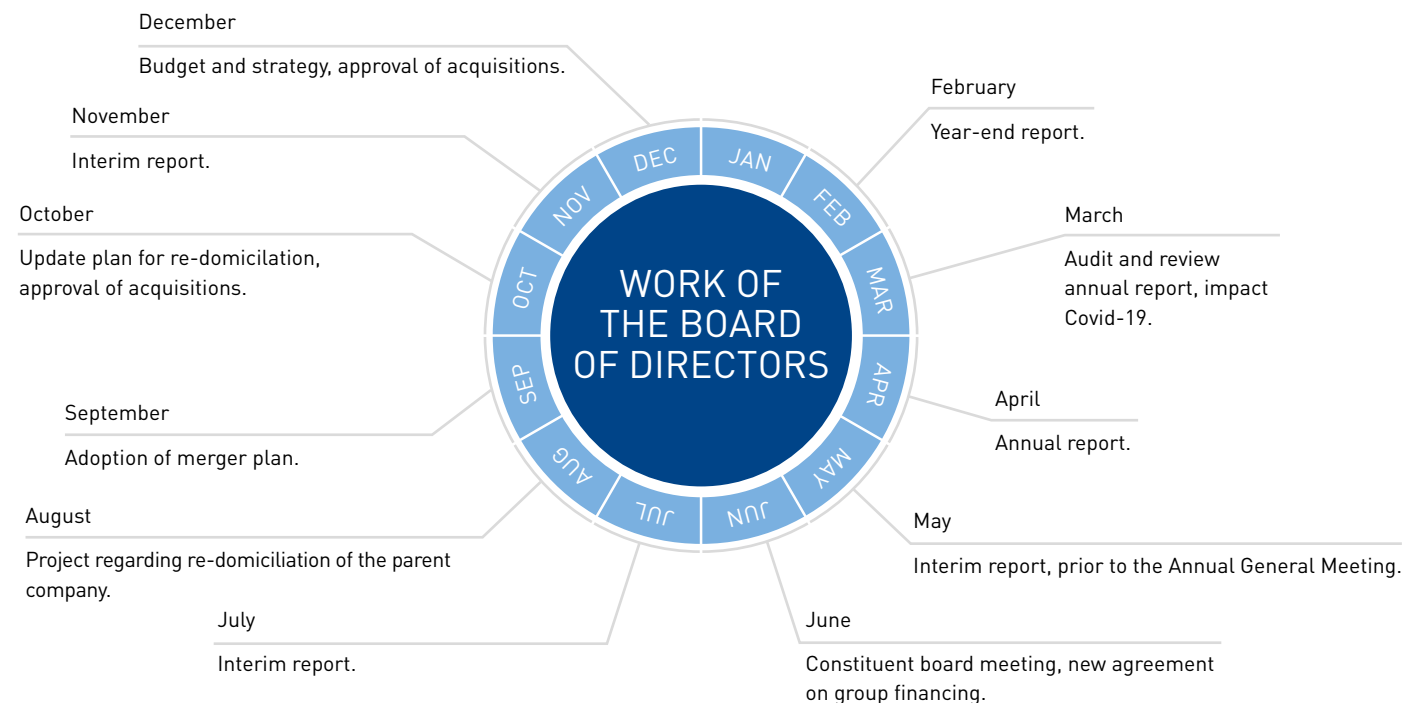 December
Budget and strategy, approval of acquisitions.
November
Interim report.
October
Update plan for re-domicilation,
approval of acquisitions.
September
Adoption of merger plan.
August
Project regarding re-domiciliation of the parent
company.
July
Interim report.
February
Year-end report.
March
Audit and review
annual report, impact
Covid-19.
April
Annual report.
May
Interim report, prior to the Annual General Meeting.
June
Constituent board meeting, new agreement
on group financing.
JAN
FEB
MAR
APR
MAY
JUN
JUL
AUG
SEP
OCT
NOV
DEC
WORK OF
THE BOARD
OF DIRECTORS